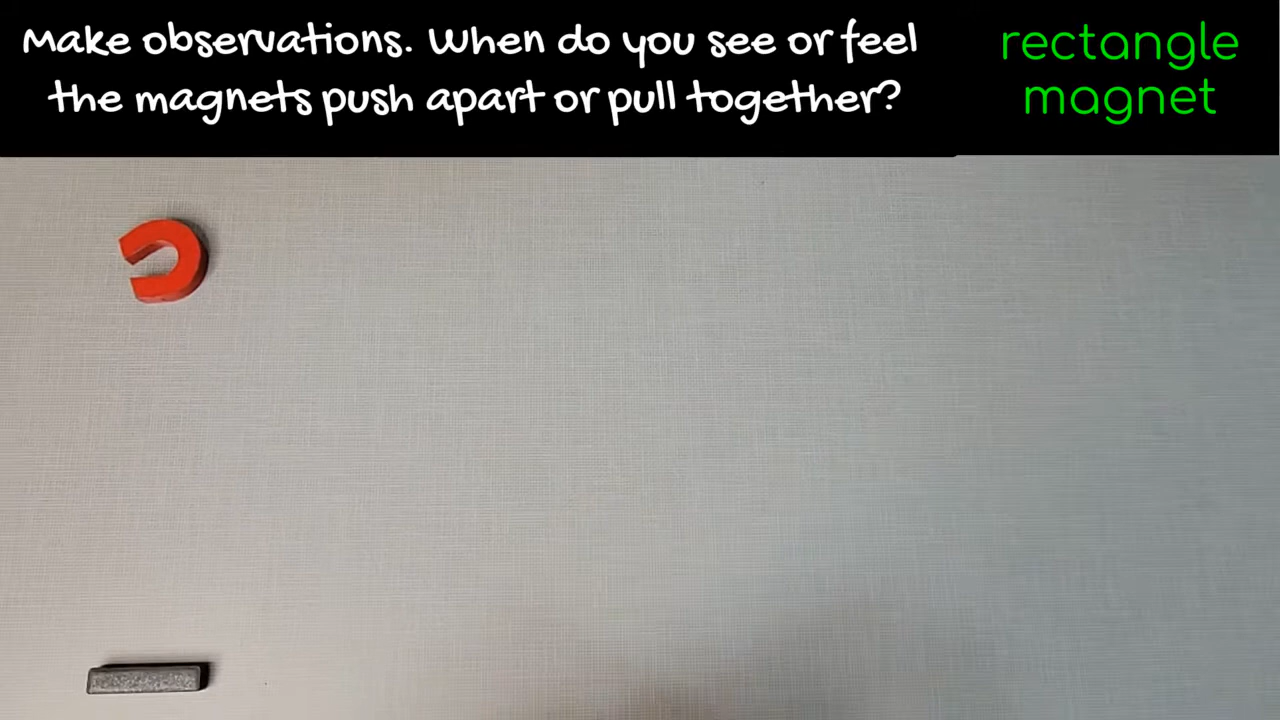 Make observations. When do you see or feel
the magnets push apart or pull together?
rectangle
magnet